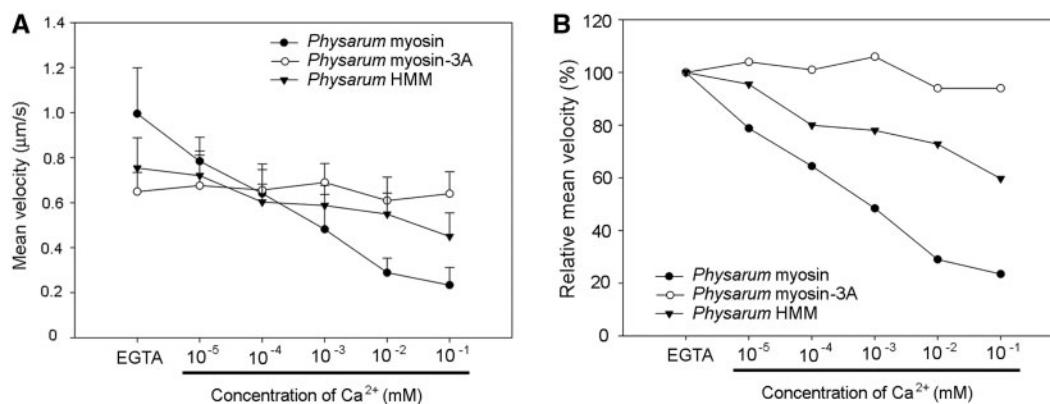 A
Mean velocity (μm/s)
1.4
1.2
1.0
0.8
0.6
0.4
0.2
0
Physarum myosin
Physarum myosin-3A
Physarum HMM
EGTA 10⁻⁵ 10⁻⁴ 10⁻³ 10⁻² 10⁻¹
Concentration of Ca²⁺ (mM)
B
Relative mean velocity (%)
120
100
80
60
40
20
0
Physarum myosin
Physarum myosin-3A
Physarum HMM
EGTA 10⁻⁵ 10⁻⁴ 10⁻³ 10⁻² 10⁻¹
Concentration of Ca²⁺ (mM)